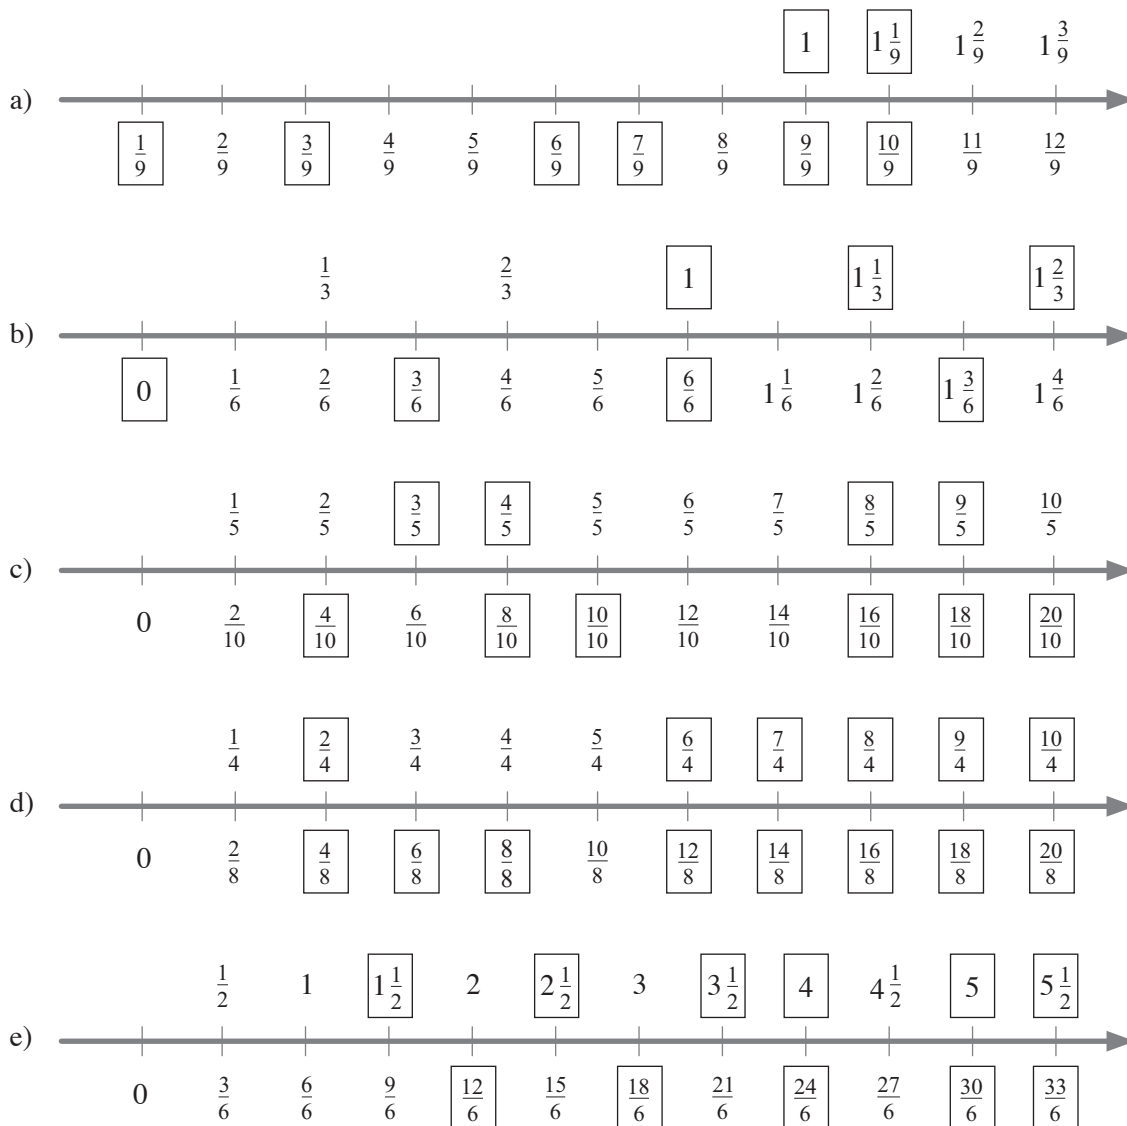 1 1 1/9 1 2/9 1 3/9
a)
1/9 2/9 3/9 4/9 5/9 6/9 7/9 8/9 9/9 10/9 11/9 12/9
1/3 2/3 1 1 1/3 1 2/3
b)
0 1/6 2/6 3/6 4/6 5/6 6/6 1 1/6 1 2/6 1 3/6 1 4/6
1/5 2/5 3/5 4/5 5/5 6/5 7/5 8/5 9/5 10/5
c)
0 2/10 4/10 6/10 8/10 10/10 12/10 14/10 16/10 18/10 20/10
1/4 2/4 3/4 4/4 5/4 6/4 7/4 8/4 9/4 10/4
d)
0 2/8 4/8 6/8 8/8 10/8 12/8 14/8 16/8 18/8 20/8
1/2 1 1 1/2 2 2 1/2 3 3 1/2 4 4 1/2 5 5 1/2
e)
0 3/6 6/6 9/6 12/6 15/6 18/6 21/6 24/6 27/6 30/6 33/6